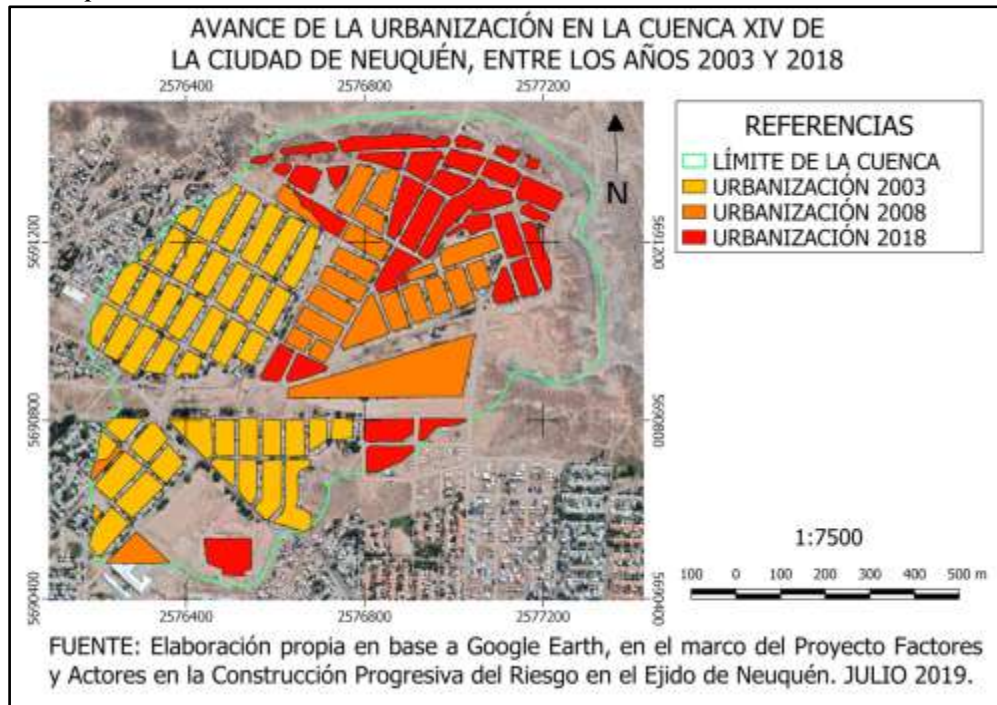 AVANCE DE LA URBANIZACIÓN EN LA CUENCA XIV DE
LA CIUDAD DE NEUQUÉN, ENTRE LOS AÑOS 2003 Y 2018
2576400 2576800 2577200
REFERENCIAS
LÍMITE DE LA CUENCA
URBANIZACIÓN 2003
URBANIZACIÓN 2008
URBANIZACIÓN 2018
N
5691200 5691200
5690800 5690800
5690400 5690400
1:7500
100 0 100 200 300 400 500 m
2576400 2576800 2577200
FUENTE: Elaboración propia en base a Google Earth, en el marco del Proyecto Factores
y Actores en la Construcción Progresiva del Riesgo en el Ejido de Neuquén. JULIO 2019.